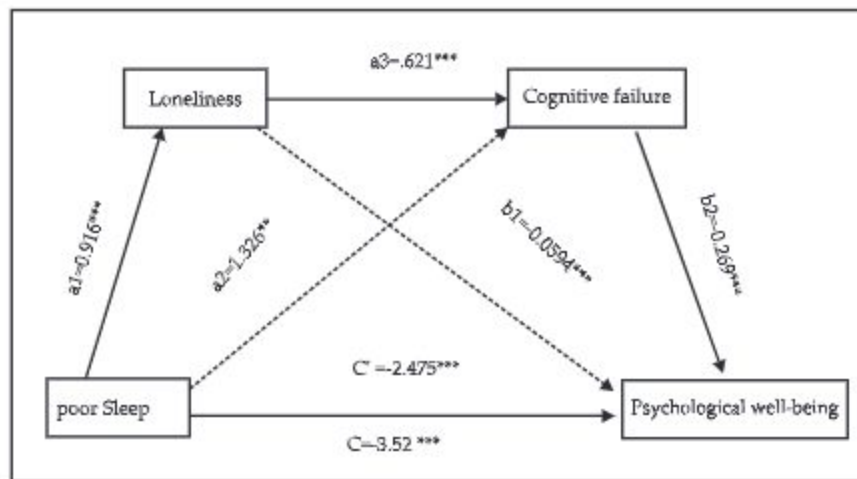 a3=.621***
Loneliness
Cognitive failure
a1=0.916***
a2=1.326**
b1=-0.0594***
b2=-0.269***
C' =-2.475***
poor Sleep
Psychological well-being
C=-3.52 ***